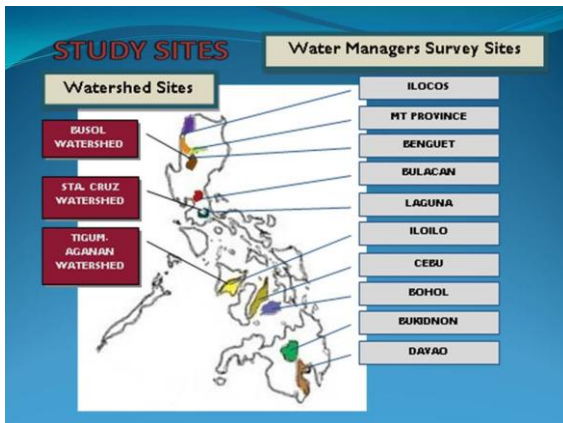 STUDY SITES
Water Managers Survey Sites
Watershed Sites
BUSOL
WATERSHED
STA. CRUZ
WATERSHED
TIGUM-
AGANAN
WATERSHED
ILOCOS
MT PROVINCE
BENGUET
BULACAN
LAGUNA
ILOILO
CEBU
BOHOL
BUKIDNON
DAVAO